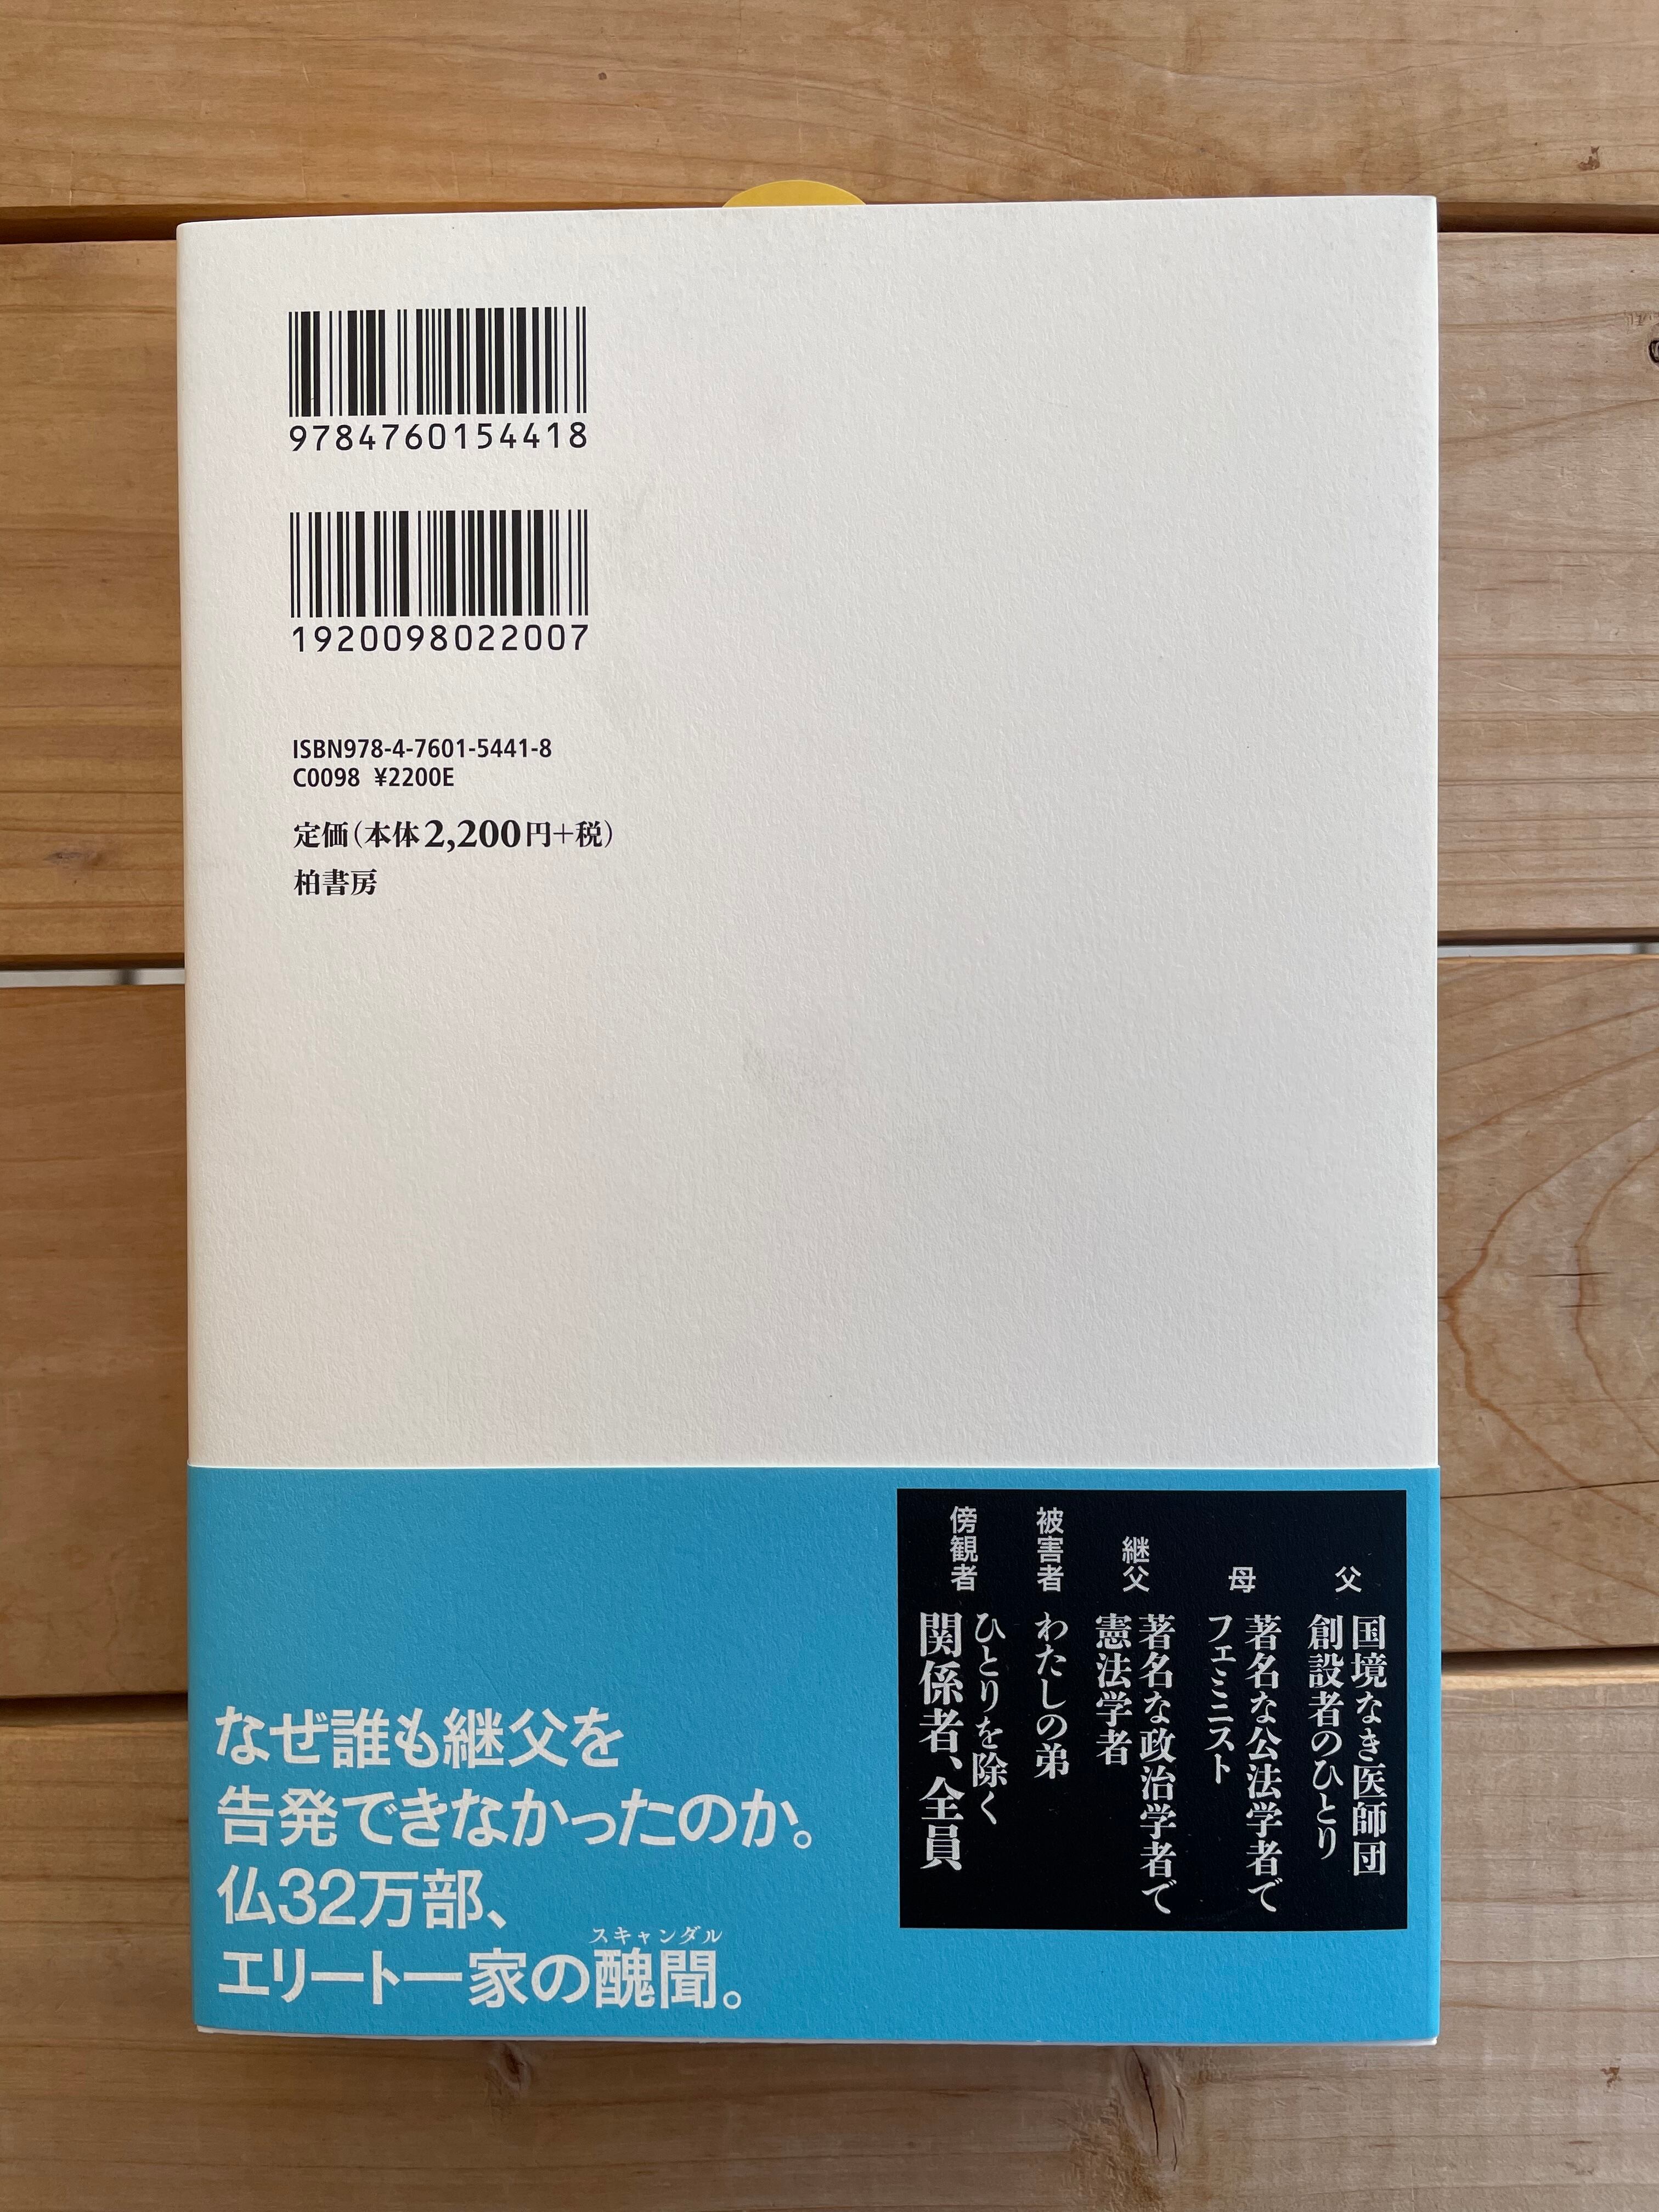 9784760154418
1920098022007
ISBN978-4-7601-5441-8
C0098 ¥2200E
定価(本体2,200円+税)
柏書房
父
国境なき医師団
創設者のひとり
母
著名な公法学者で
フェミニスト
継父
著名な政治学者で
憲法学者
被害者
わたしの弟
傍観者
ひとりを除く
関係者、全員
なぜ誰も継父を
告発できなかったのか。
仏32万部、
スキャンダル
エリート一家の醜聞。